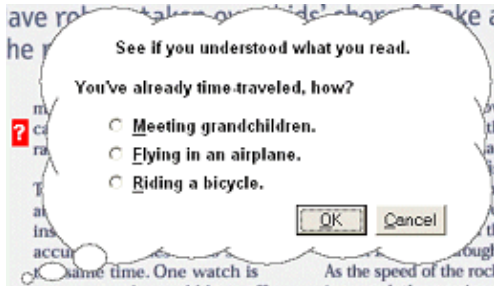 ave ro taken ov kids' chores? Take a
he r
See if you understood what you read.
You've already time-traveled, how?
Meeting grandchildren.
?
Flying in an airplane.
Riding a bicycle.
OK Cancel
same time. One watch is
As the speed of the rock